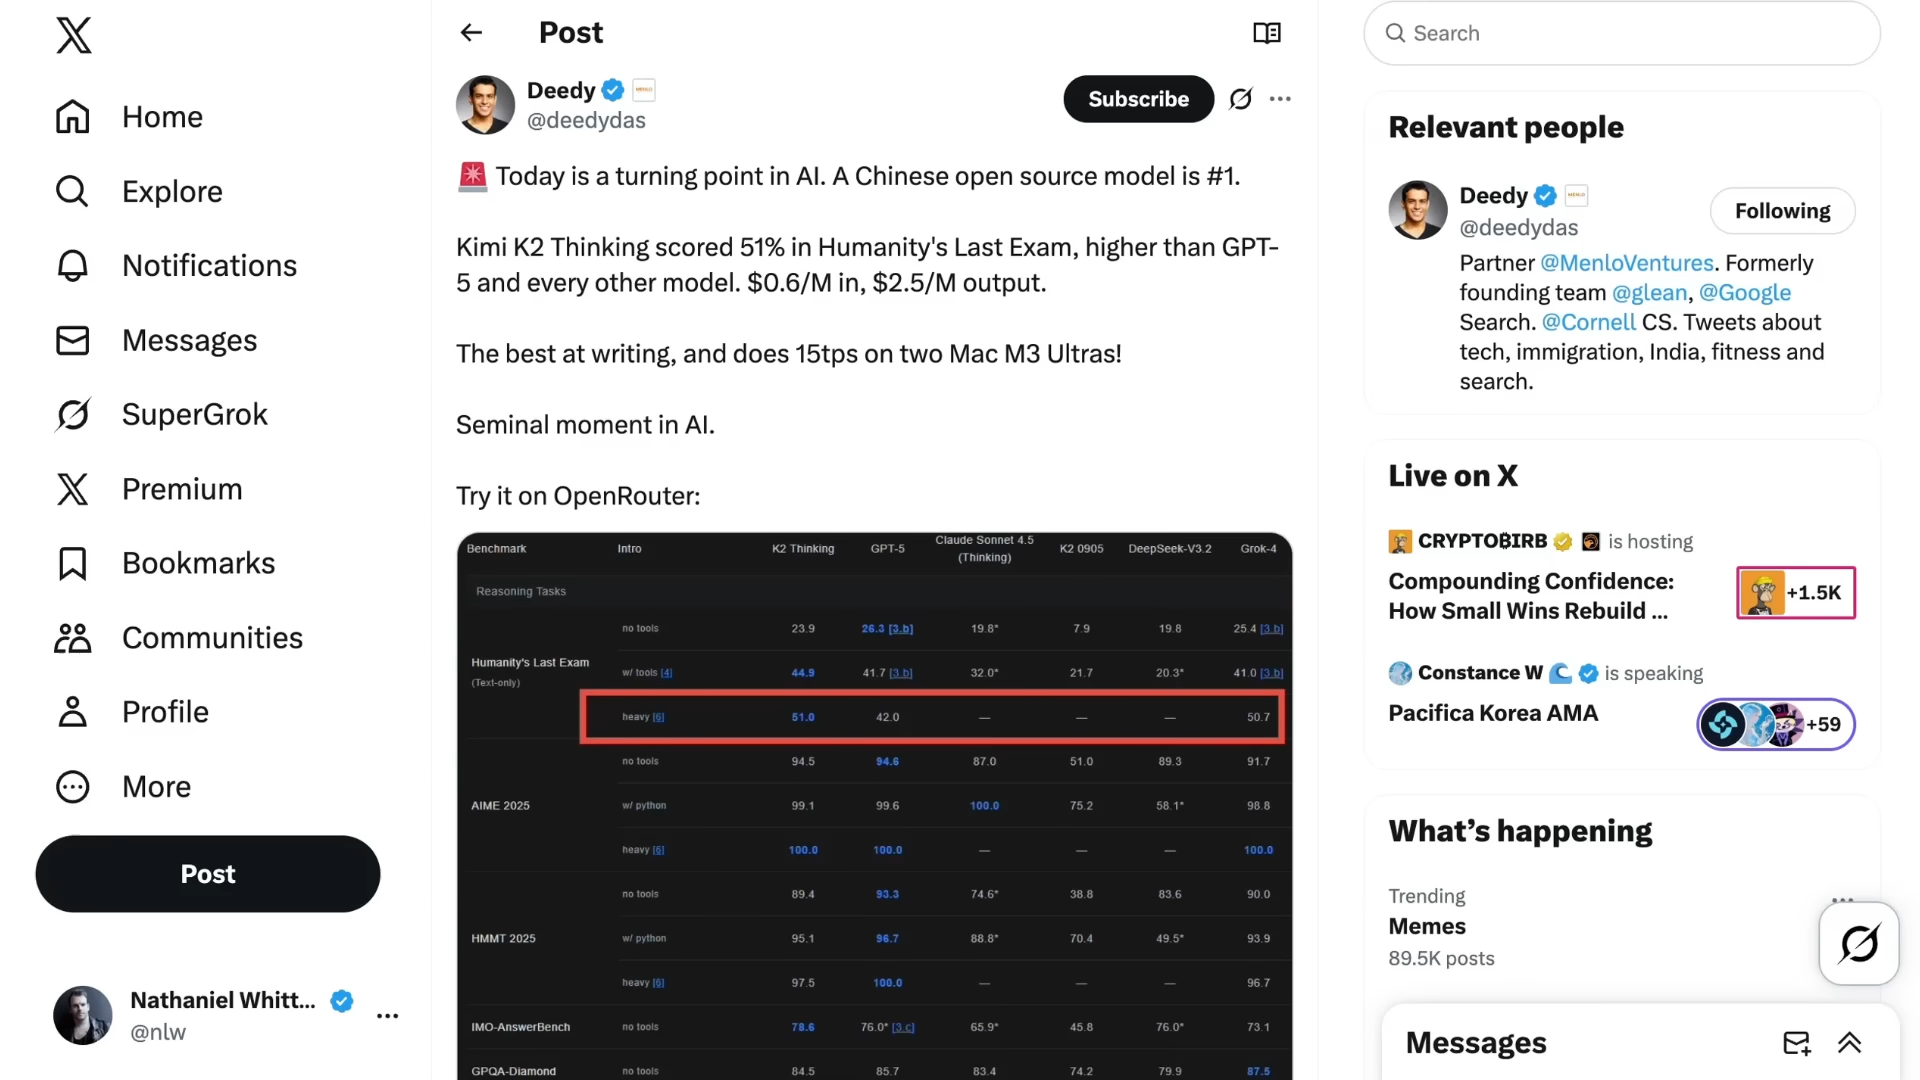 Home
Explore
Notifications
Messages
SuperGrok
Premium
Bookmarks
Communities
Profile
More
Post
Nathaniel Whitt...
@nlw
Post
Deedy
@deedydas
Subscribe
Today is a turning point in AI. A Chinese open source model is #1.
Kimi K2 Thinking scored 51% in Humanity's Last Exam, higher than GPT-
5 and every other model. $0.6/M in, $2.5/M output.
The best at writing, and does 15tps on two Mac M3 Ultras!
Seminal moment in AI.
Try it on OpenRouter:
Benchmark Intro K2 Thinking GPT-5 Claude Sonnet 4.5 (Thinking) K2 0905 DeepSeek-V3.2 Grok-4
Reasoning Tasks
no tools 23.9 26.3 [3.b] 19.8* 7.9 19.8 25.4 [3.b]
Humanity's Last Exam
(Text-only)
w/ tools [4] 44.9 41.7 [3.b] 32.0* 21.7 20.3* 41.0 [3.b]
heavy [6] 51.0 42.0 — — — 50.7
no tools 94.5 94.6 87.0 51.0 89.3 91.7
AIME 2025 w/ python 99.1 99.6 100.0 75.2 58.1* 98.8
heavy [6] 100.0 100.0 — — — 100.0
no tools 89.4 93.3 74.6* 38.8 83.6 90.0
HMMT 2025 w/ python 95.1 96.7 88.8* 70.4 49.5* 93.9
heavy [6] 97.5 100.0 — — — 96.7
IMO-AnswerBench no tools 78.6 76.0* [3.c] 65.9* 45.8 76.0* 73.1
GPQA-Diamond no tools 84.5 85.7 83.4 74.2 79.9 87.5
Search
Relevant people
Deedy
@deedydas
Following
Partner @MenloVentures. Formerly
founding team @glean, @Google
Search. @Cornell CS. Tweets about
tech, immigration, India, fitness and
search.
Live on X
CRYPTO₿IRB is hosting
Compounding Confidence:
How Small Wins Rebuild ...
+1.5K
Constance W is speaking
Pacifica Korea AMA
+59
What's happening
Trending
Memes
89.5K posts
Messages